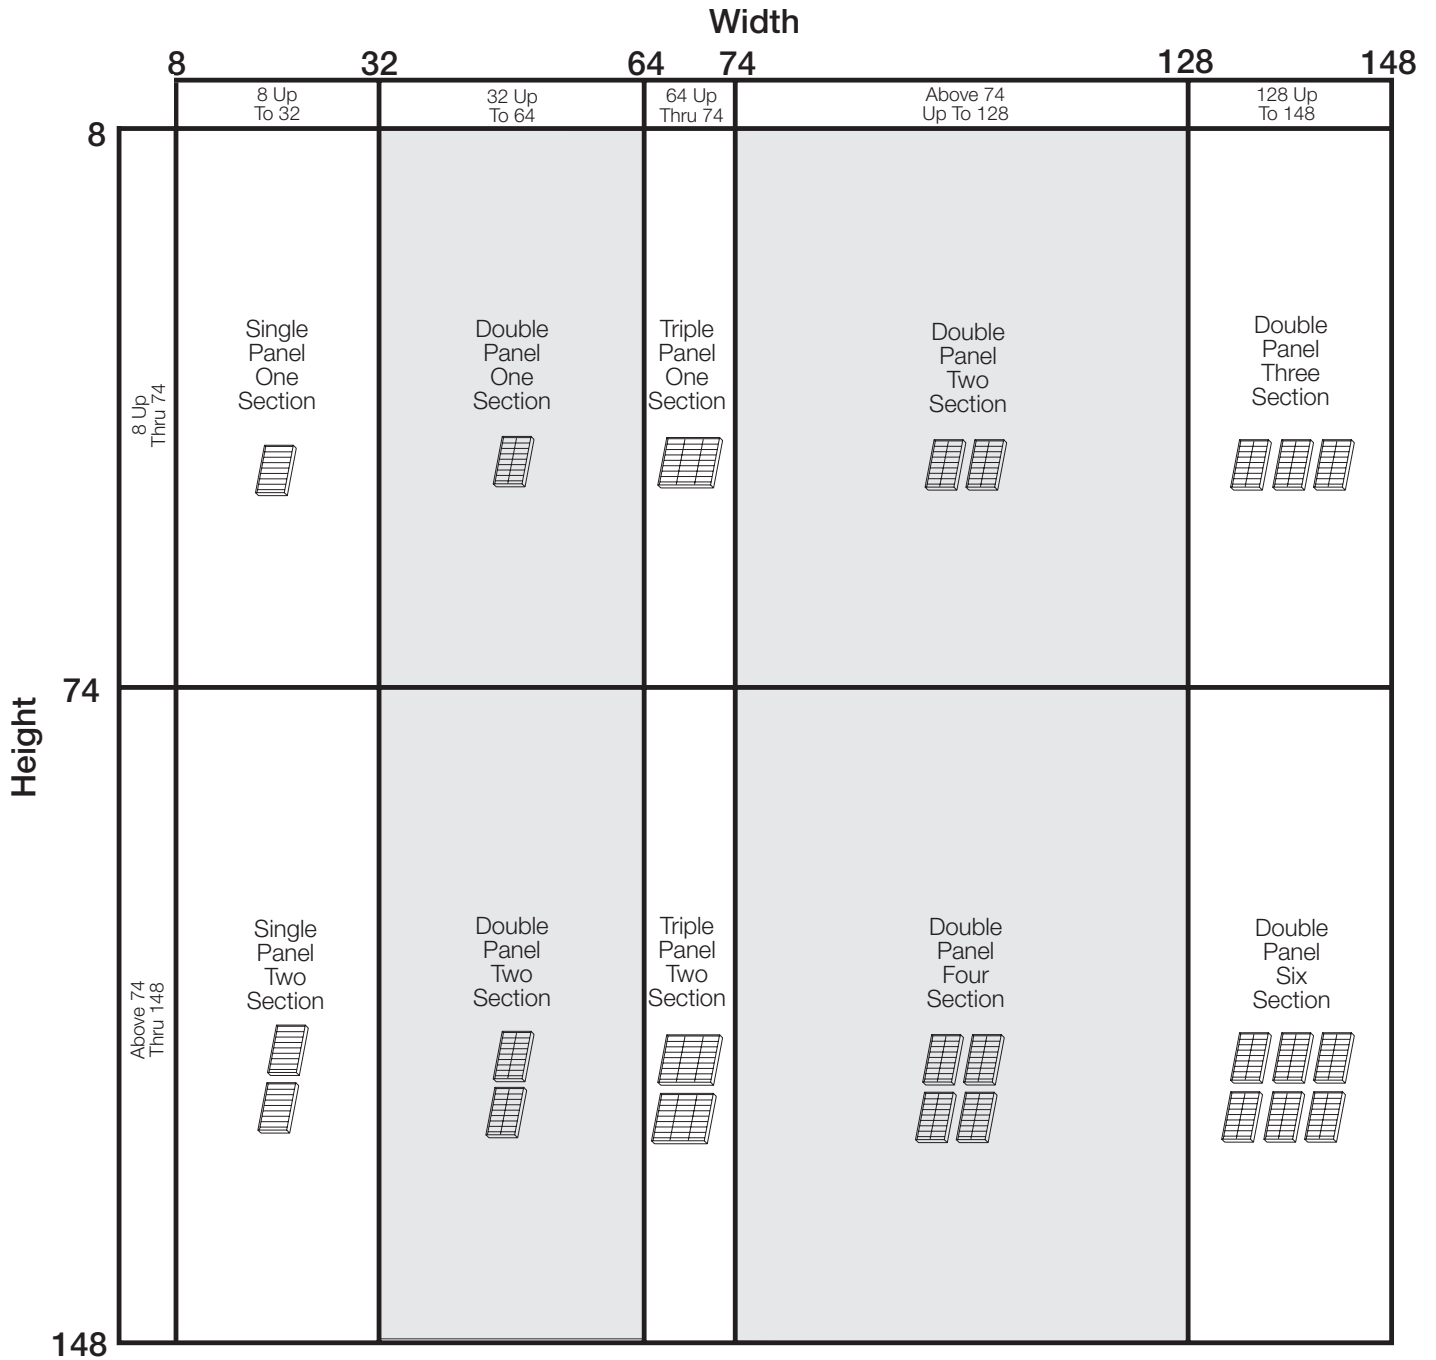 Width
8 32 64 74 128 148
8 Up
To 32
32 Up
To 64
64 Up
Thru 74
Above 74
Up To 128
128 Up
To 148
8
8 Up
Thru 74
Single
Panel
One
Section
Double
Panel
One
Section
Triple
Panel
One
Section
Double
Panel
Two
Section
Double
Panel
Three
Section
74
Height
Above 74
Thru 148
Single
Panel
Two
Section
Double
Panel
Two
Section
Triple
Panel
Two
Section
Double
Panel
Four
Section
Double
Panel
Six
Section
148